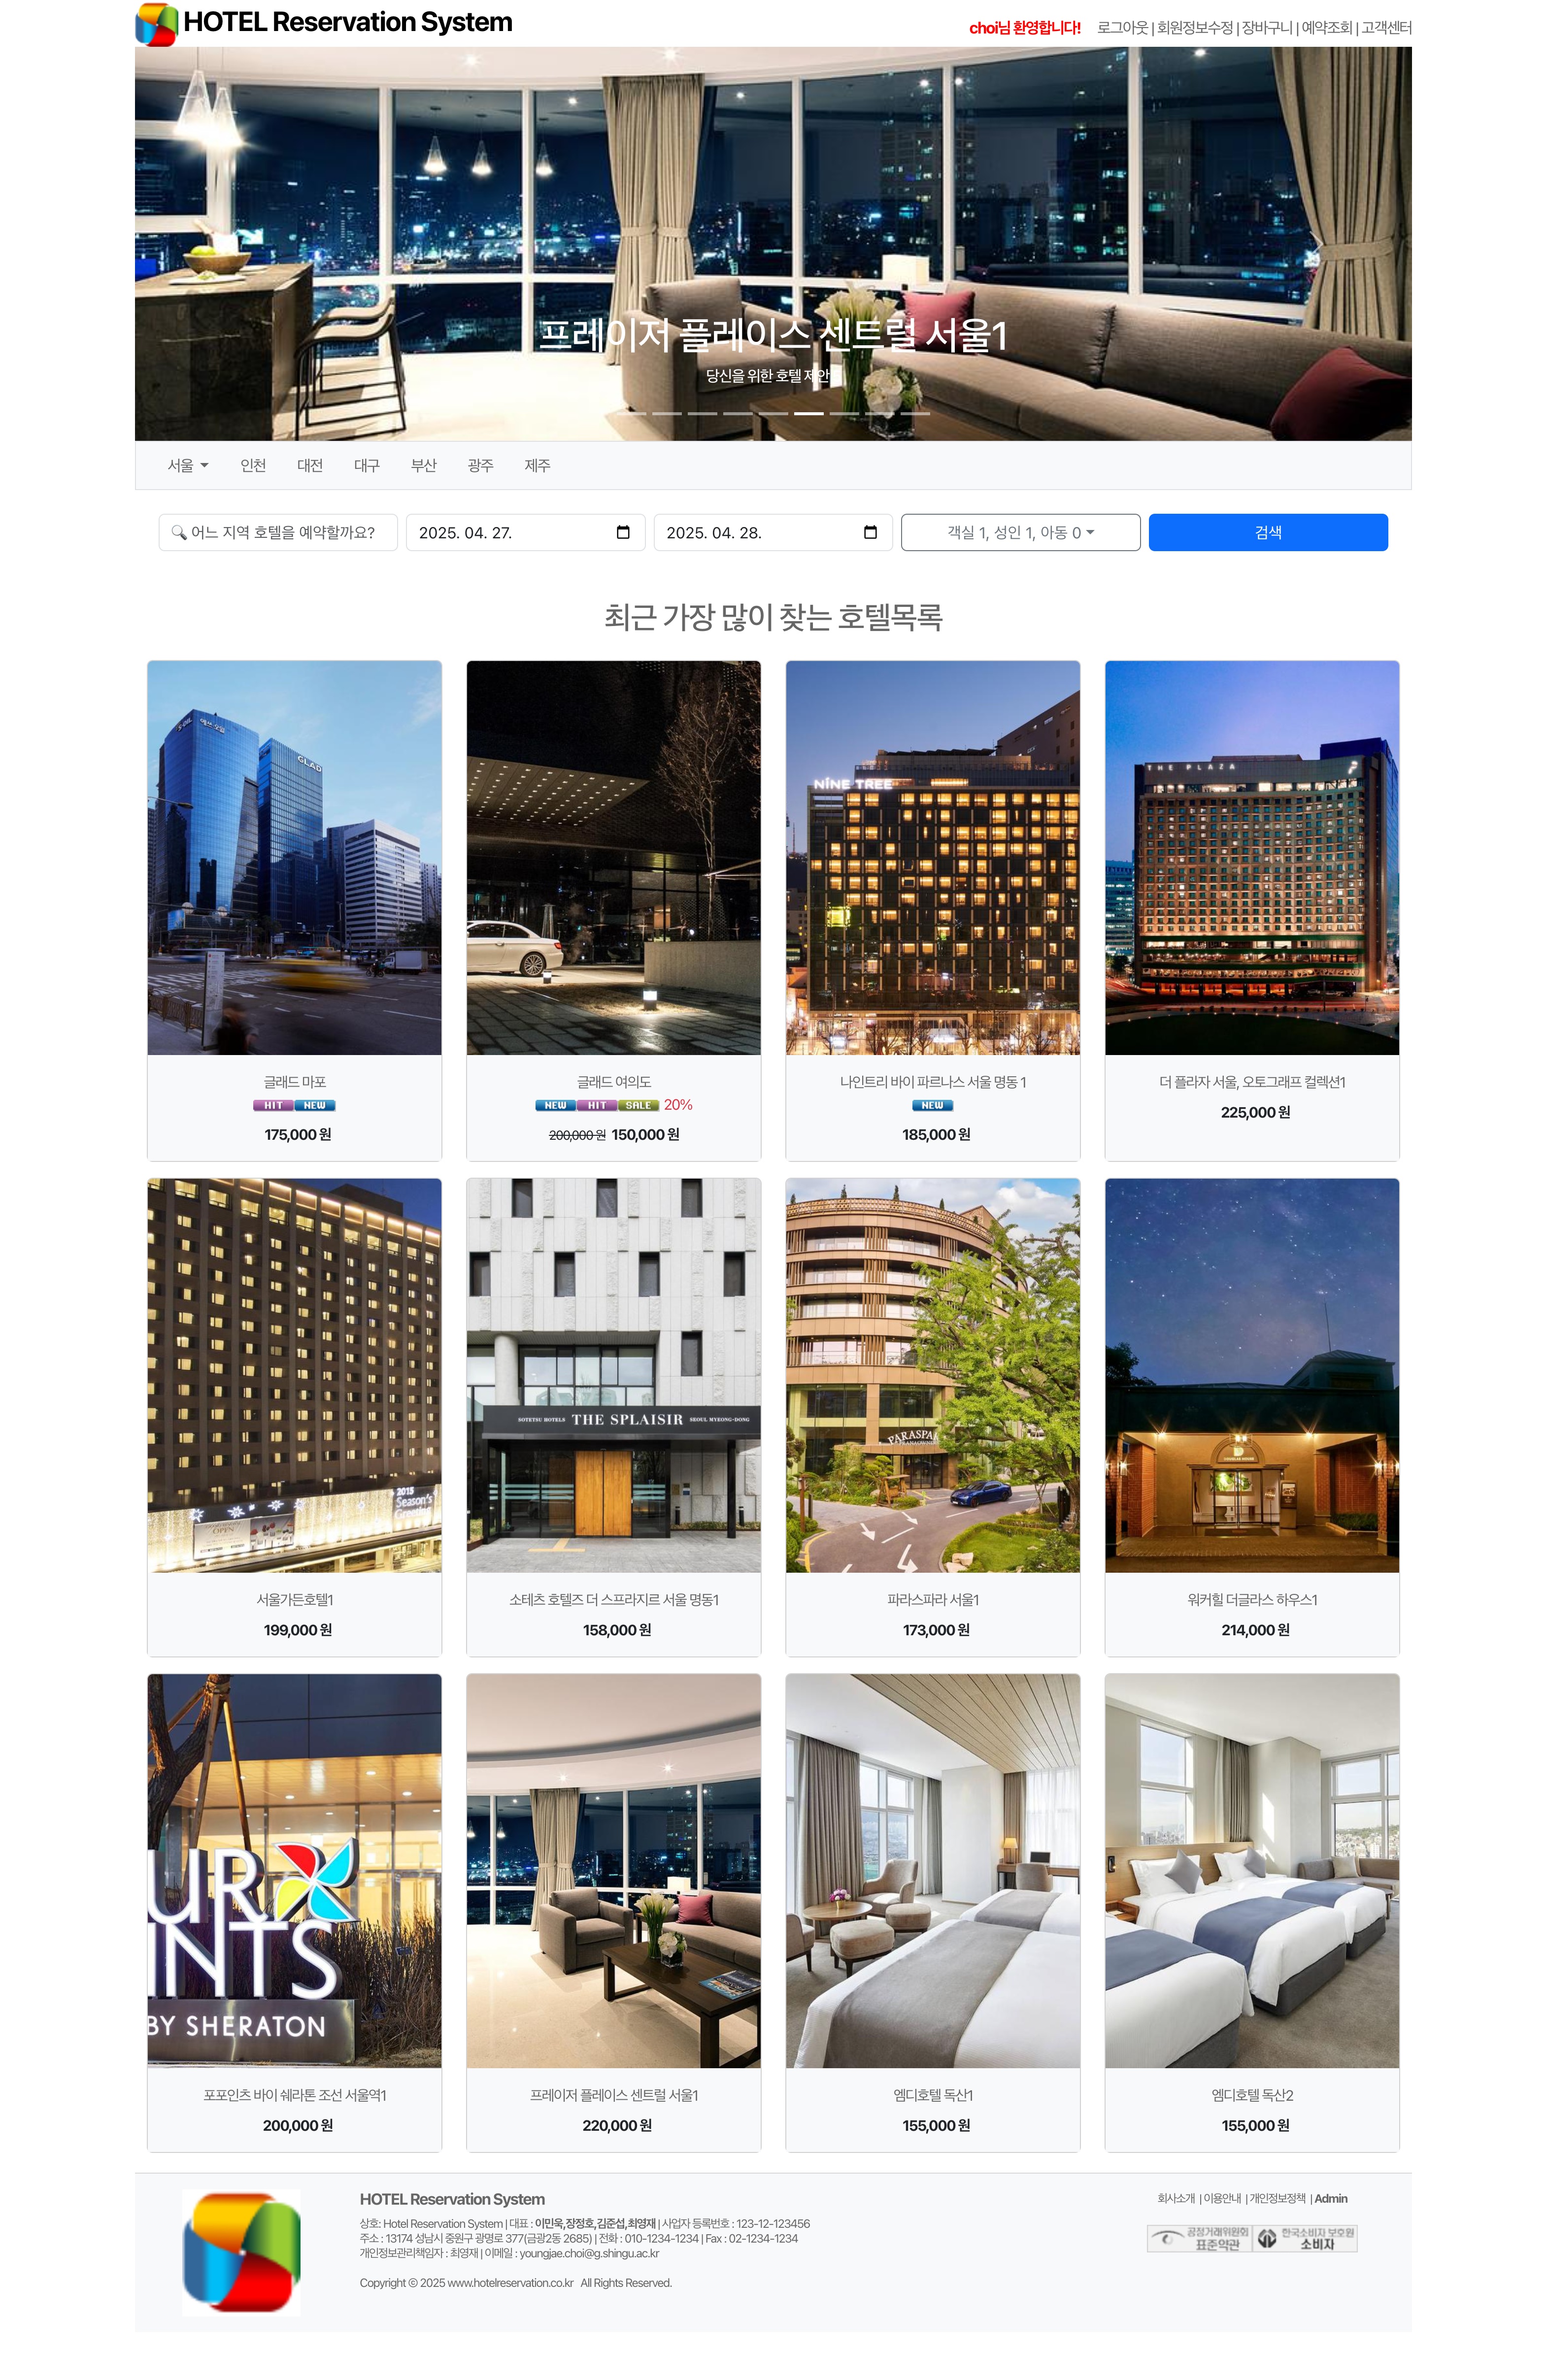 HOTEL Reservation System
choi님 환영합니다! 로그아웃 | 회원정보수정 | 장바구니 | 예약조회 | 고객센터
프레이저 플레이스 센트럴 서울1
당신을 위한 호텔 제안
서울 인천 대전 대구 부산 광주 제주
어느 지역 호텔을 예약할까요? 2025. 04. 27. 2025. 04. 28. 객실 1, 성인 1, 아동 0 검색
최근 가장 많이 찾는 호텔목록
GLAD
NINE TREE
THE PLAZA
글래드 마포 글래드 여의도 나인트리 바이 파르나스 서울 명동 1 더 플라자 서울, 오토그래프 컬렉션1
HIT NEW NEW HIT SALE 20% NEW
175,000 원 200,000 원 150,000 원 185,000 원 225,000 원
2015
Season's
SOTETSU HOTELS THE SPLAISIR SEOUL MYEONG-DONG
PARASPAR
서울가든호텔1 소테츠 호텔즈 더 스프라지르 서울 명동1 파라스파라 서울1 워커힐 더글라스 하우스1
199,000 원 158,000 원 173,000 원 214,000 원
UR
INTS
BY SHERATON
포포인츠 바이 쉐라톤 조선 서울역1 프레이저 플레이스 센트럴 서울1 엠디호텔 독산1 엠디호텔 독산2
200,000 원 220,000 원 155,000 원 155,000 원
HOTEL Reservation System
상호: Hotel Reservation System | 대표 : 이민욱,장정호,김준섭,최영재 | 사업자 등록번호 : 123-12-123456
주소 : 13174 성남시 중원구 광명로 377(금광2동 2685) | 전화 : 010-1234-1234 | Fax : 02-1234-1234
개인정보관리책임자 : 최영재 | 이메일 : youngjae.choi@g.shingu.ac.kr
Copyright © 2025 www.hotelreservation.co.kr All Rights Reserved.
회사소개 | 이용안내 | 개인정보정책 | Admin
공정거래위원회
표준약관
한국소비자 보호원
소비자